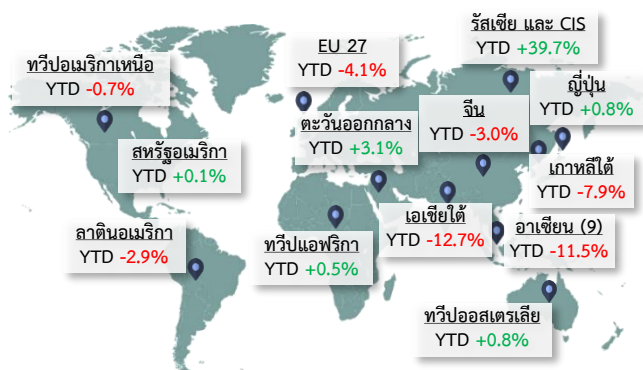 รัสเซีย และ CIS
YTD +39.7%
EU 27
YTD -4.1%
ทวีปอเมริกาเหนือ
YTD -0.7%
ญี่ปุ่น
YTD +0.8%
จีน
YTD -3.0%
ตะวันออกกลาง
YTD +3.1%
สหรัฐอเมริกา
YTD +0.1%
เกาหลีใต้
YTD -7.9%
ลาตินอเมริกา
YTD -2.9%
ทวีปแอฟริกา
YTD +0.5%
เอเชียใต้
YTD -12.7%
อาเซียน (9)
YTD -11.5%
ทวีปออสเตรเลีย
YTD +0.8%